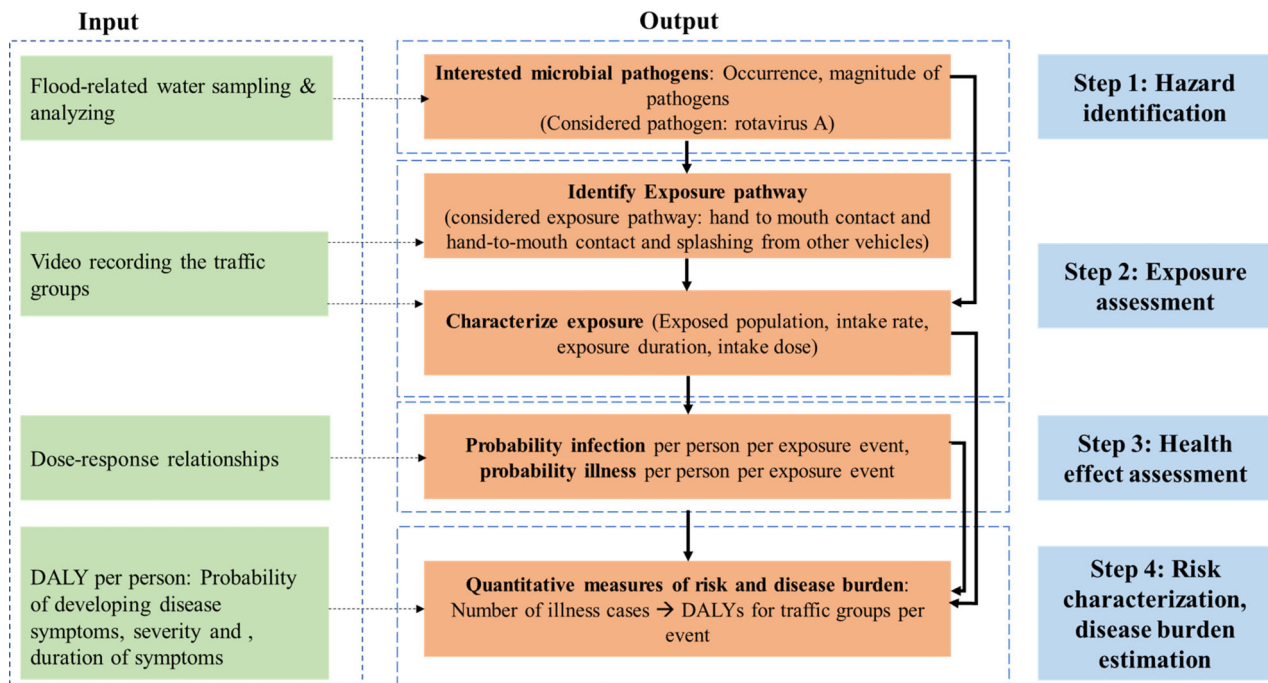 Input
Output
Flood-related water sampling &
analyzing
Interested microbial pathogens: Occurrence, magnitude of
pathogens
(Considered pathogen: rotavirus A)
Step 1: Hazard
identification
Video recording the traffic
groups
Identify Exposure pathway
(considered exposure pathway: hand to mouth contact and
hand-to-mouth contact and splashing from other vehicles)
Characterize exposure (Exposed population, intake rate,
exposure duration, intake dose)
Step 2: Exposure
assessment
Dose-response relationships
Probability infection per person per exposure event,
probability illness per person per exposure event
Step 3: Health
effect assessment
DALY per person: Probability
of developing disease
symptoms, severity and ,
duration of symptoms
Quantitative measures of risk and disease burden:
Number of illness cases → DALYs for traffic groups per
event
Step 4: Risk
characterization,
disease burden
estimation